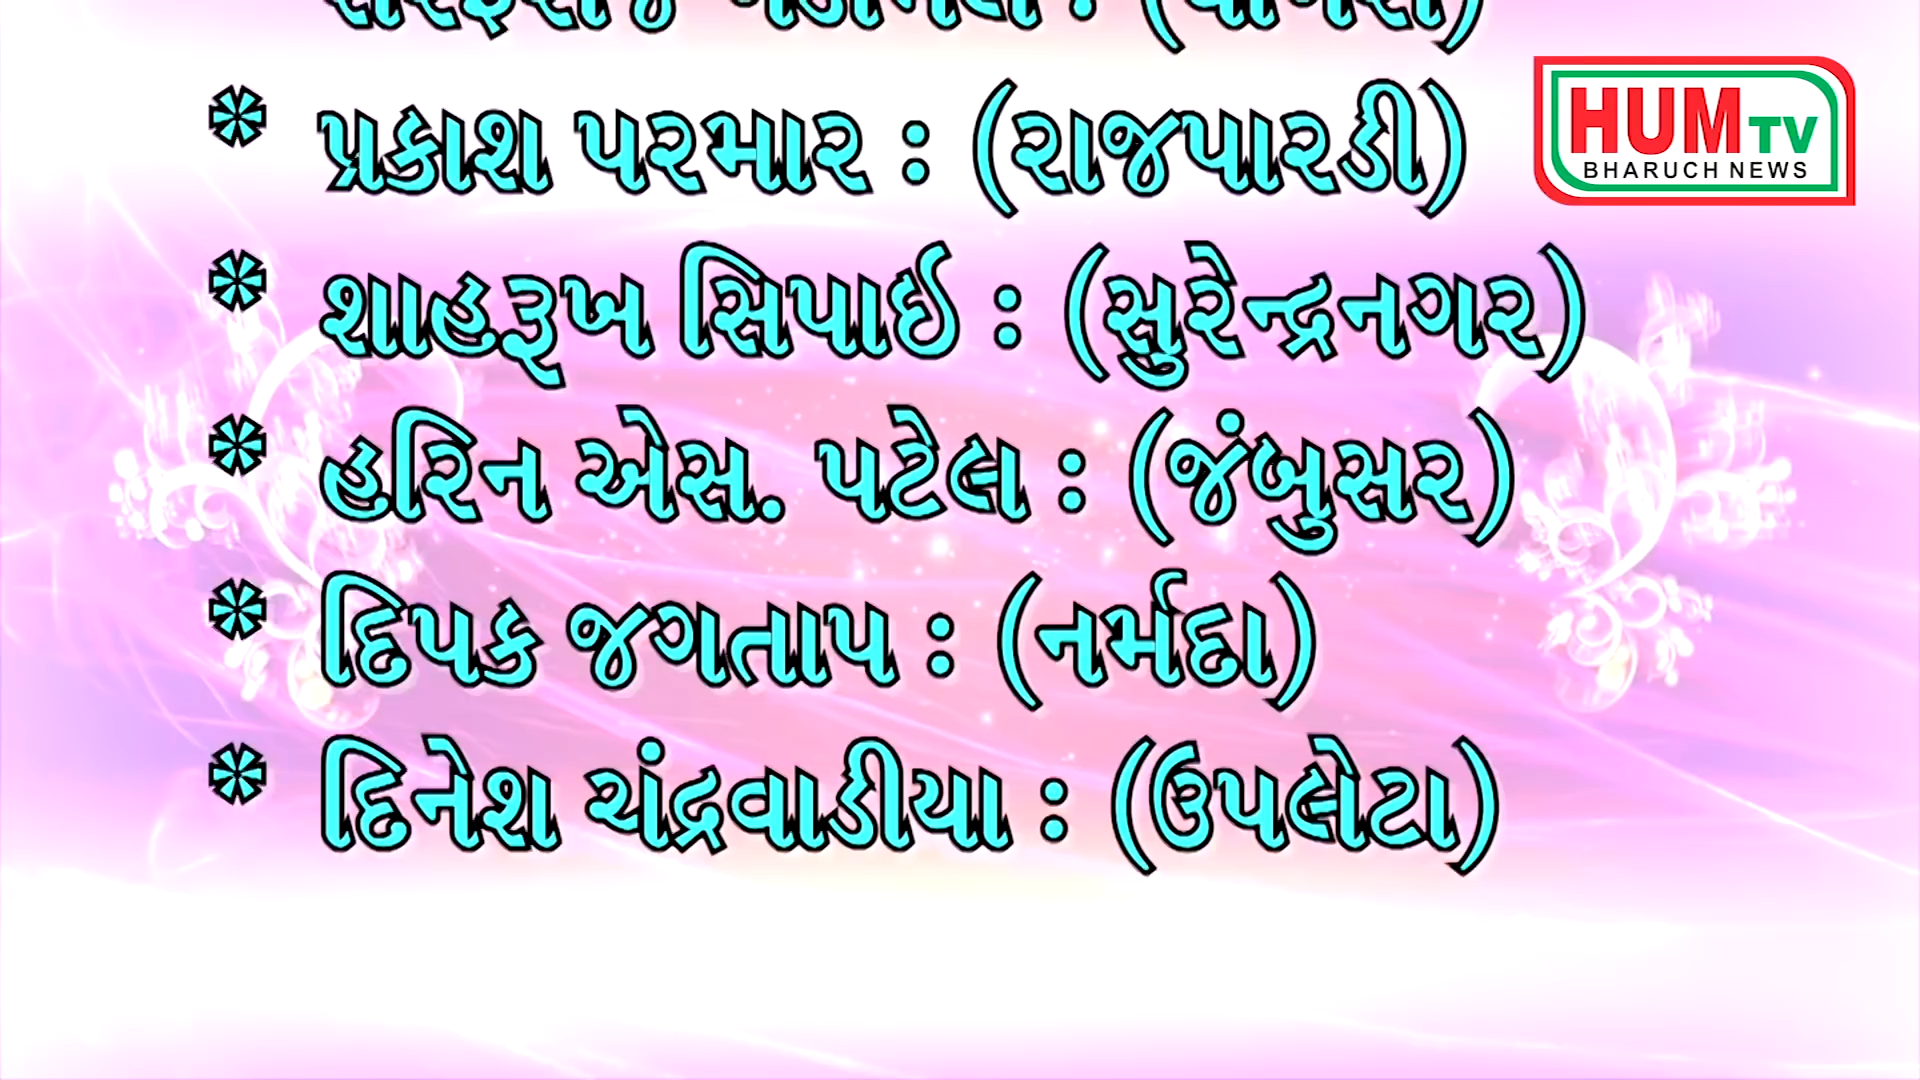 * પ્રકાશ પરમાર : (રાજપારડી)
HUM TV
BHARUCH NEWS
* શાહરૂખ સિપાઇ : (સુરેન્દ્રનગર)
* હરિન એસ. પટેલ : (જંબુસર)
* દિપક જગતાપ : (નર્મદા)
* દિનેશ ચંદ્રવાડીયા : (ઉપલેટા)